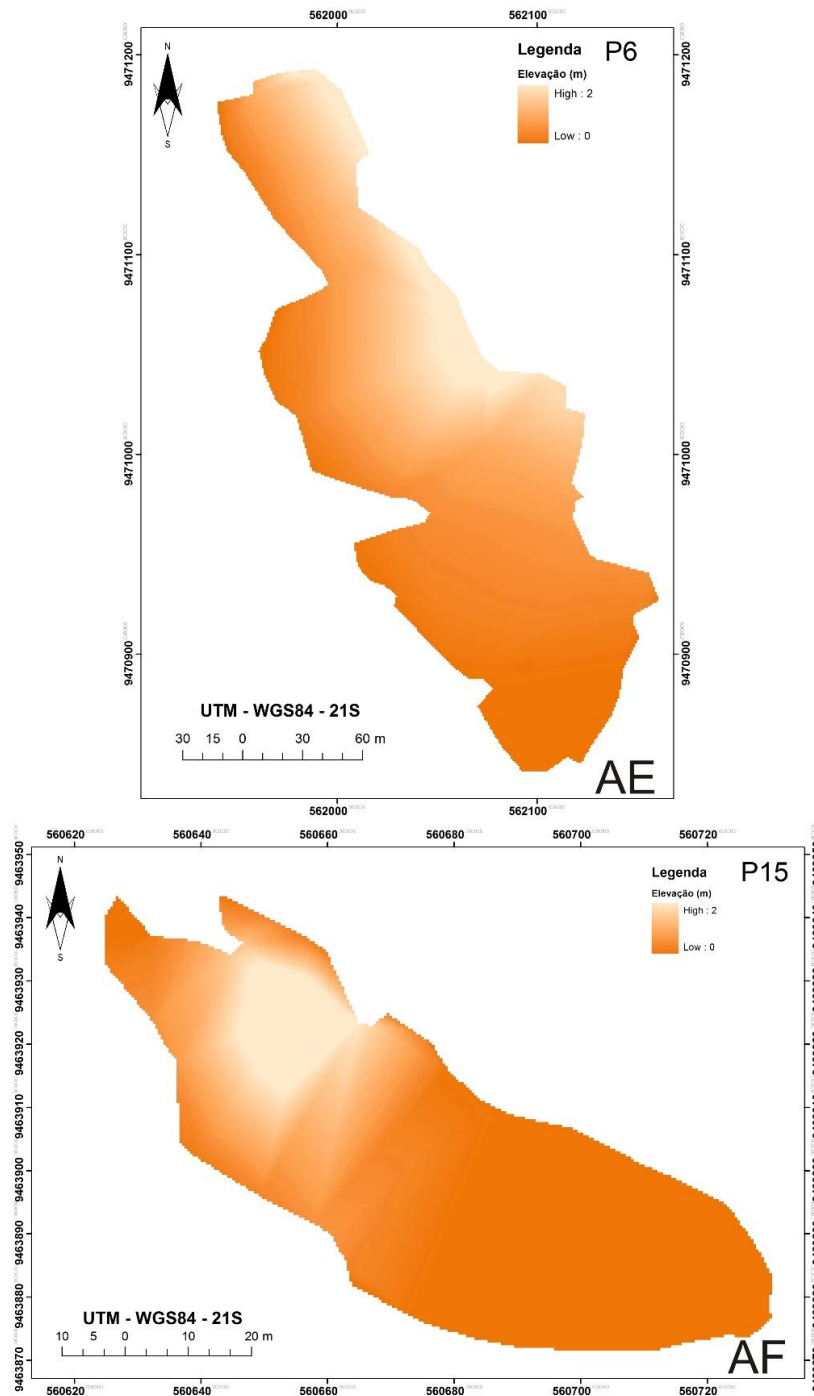 562000 562100
Legenda P6
Elevação (m)
High : 2
Low : 0
N
S
9471200 9471200
9471100 9471100
9471000 9471000
9470900 9470900
UTM - WGS84 - 21S
30 15 0 30 60 m
AE
562000 562100
560620 560640 560660 560680 560700 560720
Legenda P15
Elevação (m)
High : 2
Low : 0
N
S
9463950
9463940
9463930
9463920
9463910
9463900
9463890
9463880
9463870
UTM - WGS84 - 21S
10 5 0 10 20 m
AF
560620 560640 560660 560680 560700 560720